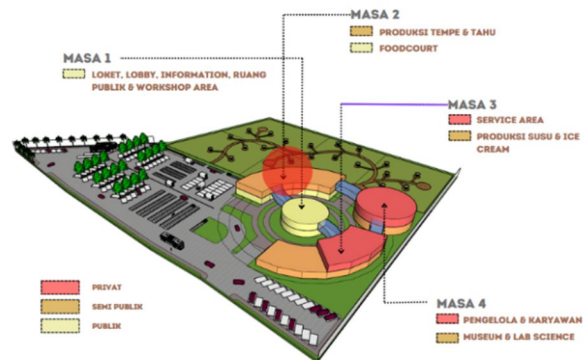 MASA 2
PRODUKSI TEMPE & TAHU
FOODCOURT
MASA 1
LOKET, LOBBY, INFORMATION, RUANG
PUBLIK & WORKSHOP AREA
MASA 3
SERVICE AREA
PRODUKSI SUSU & ICE
CREAM
PRIVAT
SEMI PUBLIK
PUBLIK
MASA 4
PENGELOLA & KARYAWAN
MUSEUM & LAB SCIENCE